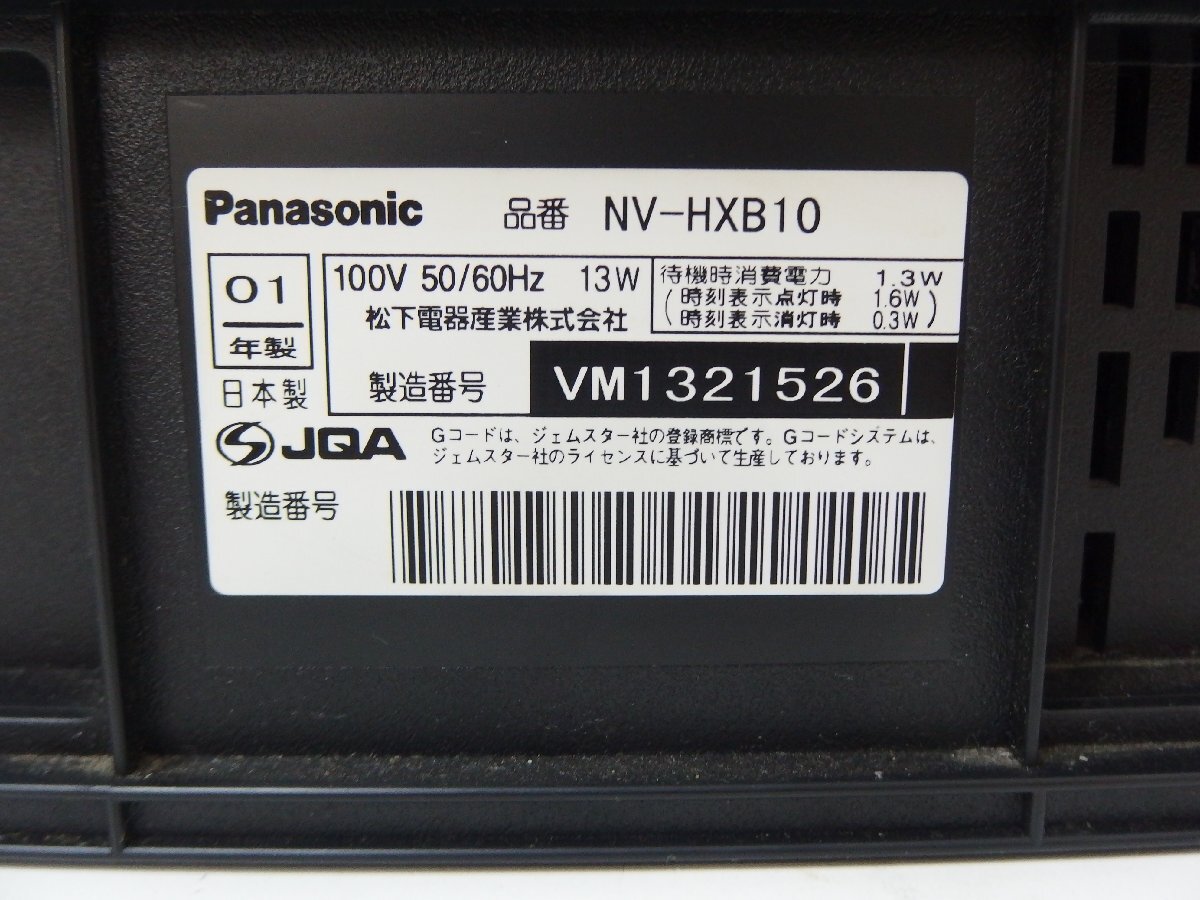 Panasonic 品番 NV-HXB10
01
年製
日本製
100V 50/60Hz 13W
松下電器産業株式会社
待機時消費電力 1.3W
(時刻表示点灯時 1.6W
時刻表示消灯時 0.3W)
製造番号 VM1321526
JQA
Gコードは、ジェムスター社の登録商標です。Gコードシステムは、
ジェムスター社のライセンスに基づいて生産しております。
製造番号